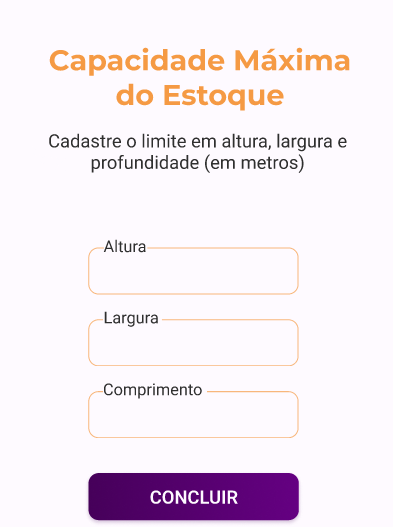 Capacidade Máxima
do Estoque
Cadastre o limite em altura, largura e
profundidade (em metros)
Altura
Largura
Comprimento
CONCLUIR